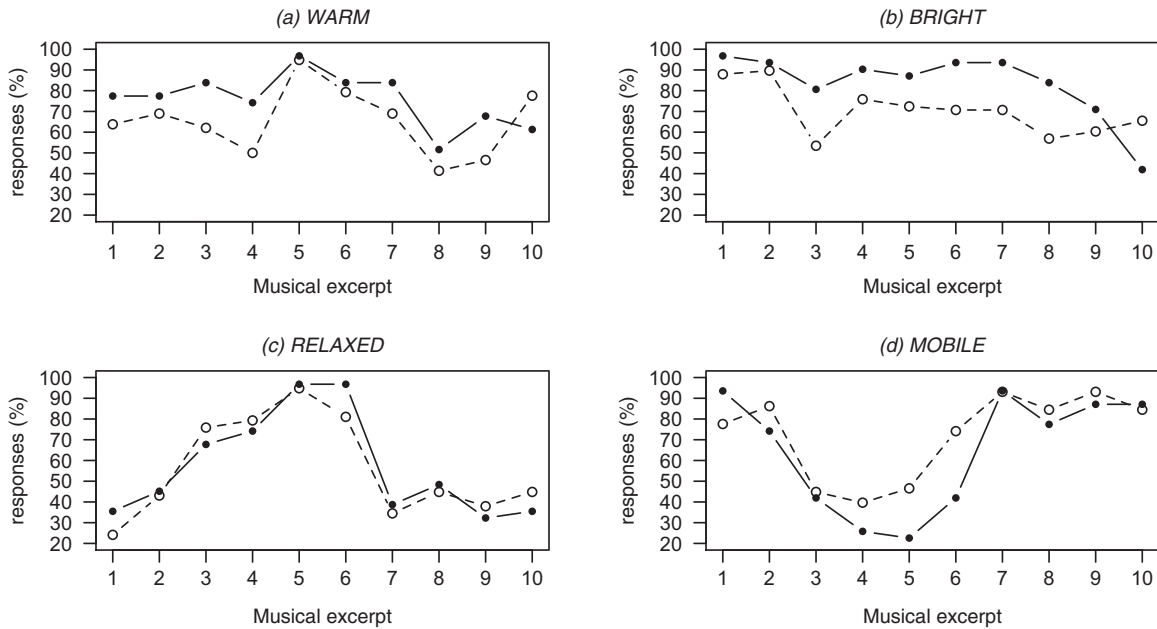 (a) WARM
responses (%)
100
90
80
70
60
50
40
30
20
1 2 3 4 5 6 7 8 9 10
Musical excerpt
(b) BRIGHT
responses (%)
100
90
80
70
60
50
40
30
20
1 2 3 4 5 6 7 8 9 10
Musical excerpt
(c) RELAXED
responses (%)
100
90
80
70
60
50
40
30
20
1 2 3 4 5 6 7 8 9 10
Musical excerpt
(d) MOBILE
responses (%)
100
90
80
70
60
50
40
30
20
1 2 3 4 5 6 7 8 9 10
Musical excerpt